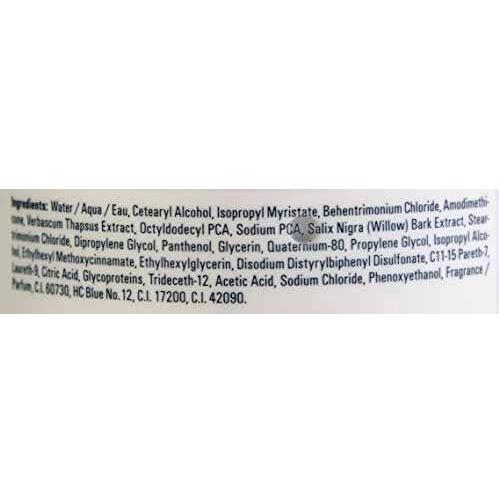 Ingredients: Water / Aqua / Eau, Cetearyl Alcohol, Isopropyl Myristate, Behentrimonium Chloride, Amodimethi-
cone, Verbascum Thapsus Extract, Octyldodecyl PCA, Sodium PCA, Salix Nigra (Willow) Bark Extract, Stear-
trimonium Chloride, Dipropylene Glycol, Panthenol, Glycerin, Quaternium-80, Propylene Glycol, Isopropyl Alco-
hol, Ethylhexyl Methoxycinnamate, Ethylhexylglycerin, Disodium Distyrylbiphenyl Disulfonate, C11-15 Pareth-7,
Laureth-9, Citric Acid, Glycoproteins, Trideceth-12, Acetic Acid, Sodium Chloride, Phenoxyethanol, Fragrance /
Parfum, C.I. 60730, HC Blue No. 12, C.I. 17200, C.I. 42090.